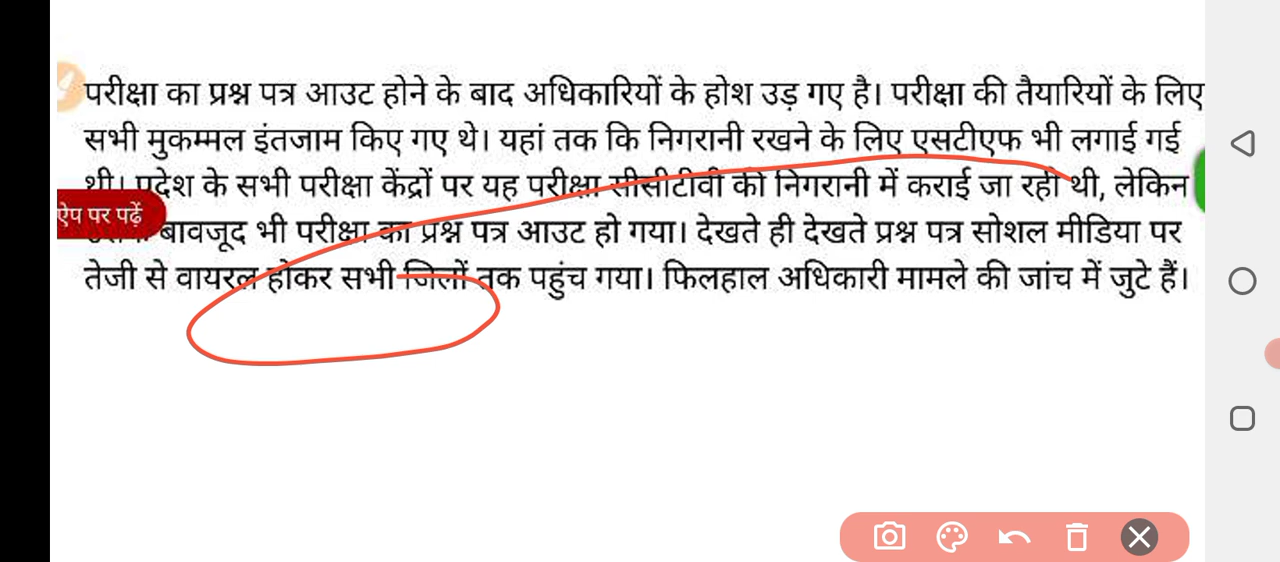 परीक्षा का प्रश्न पत्र आउट होने के बाद अधिकारियों के होश उड़ गए है। परीक्षा की तैयारियों के लिए
सभी मुकम्मल इंतजाम किए गए थे। यहां तक कि निगरानी रखने के लिए एसटीएफ भी लगाई गई
थी। प्रदेश के सभी परीक्षा केंद्रों पर यह परीक्षा सीसीटीवी की निगरानी में कराई जा रही थी, लेकिन
ऐप पर पढ़ें
बावजूद भी परीक्षा का प्रश्न पत्र आउट हो गया। देखते ही देखते प्रश्न पत्र सोशल मीडिया पर
तेजी से वायरल होकर सभी जिलों तक पहुंच गया। फिलहाल अधिकारी मामले की जांच में जुटे हैं।